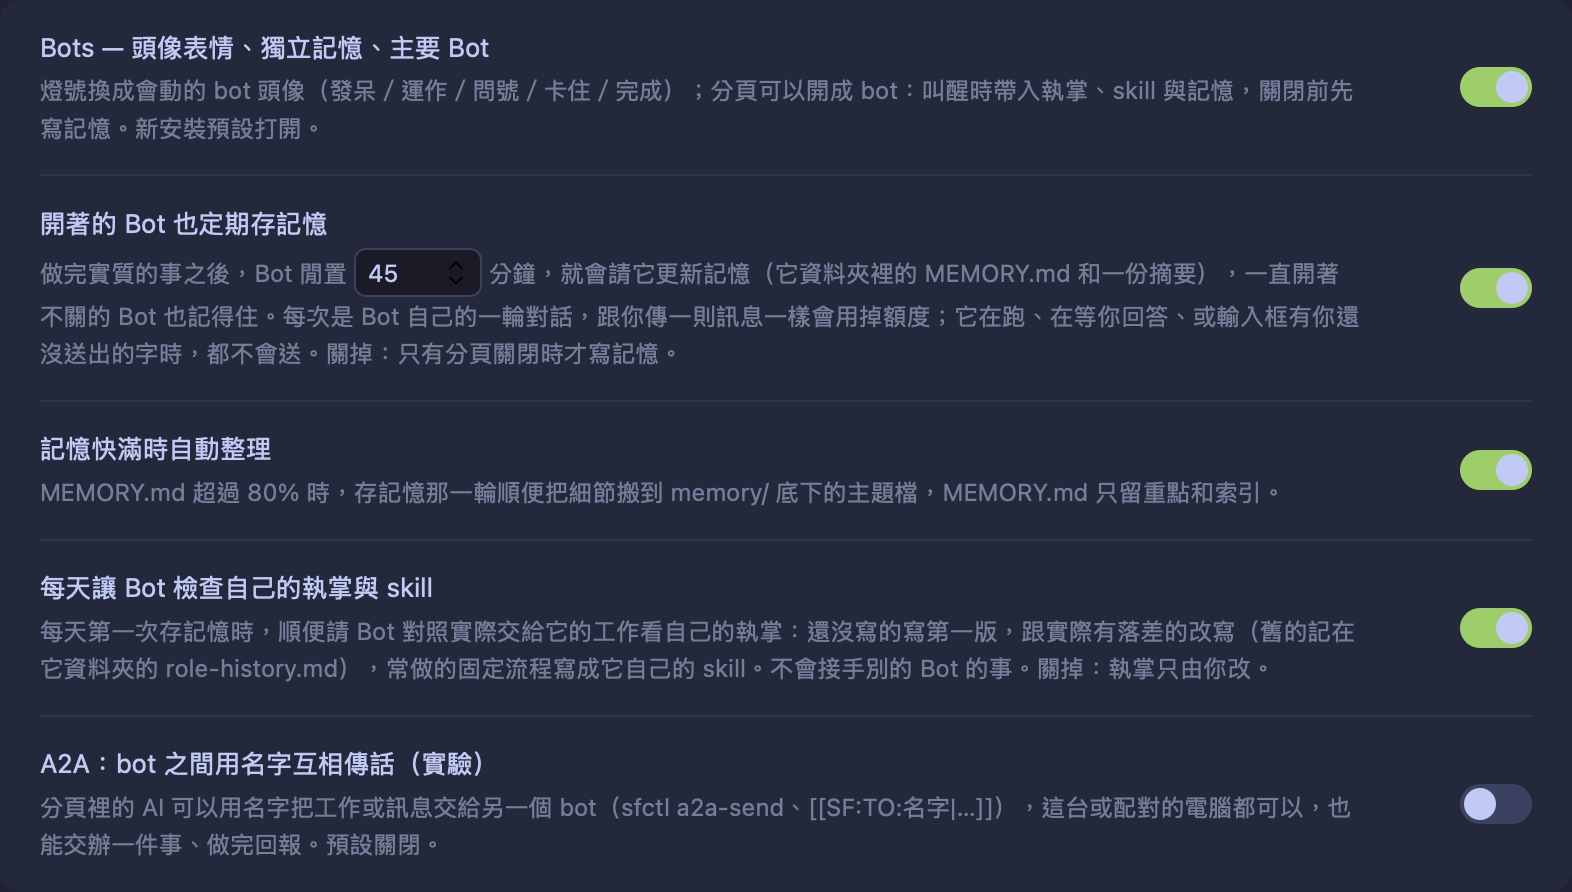 Bots — 頭像表情、獨立記憶、主要 Bot
燈號換成會動的 bot 頭像（發呆 / 運作 / 問號 / 卡住 / 完成）；分頁可以開成 bot：叫醒時帶入執掌、skill 與記憶，關閉前先
寫記憶。新安裝預設打開。
開著的 Bot 也定期存記憶
做完實質的事之後，Bot 閒置 45 分鐘，就會請它更新記憶（它資料夾裡的 MEMORY.md 和一份摘要），一直開著
不關的 Bot 也記得住。每次是 Bot 自己的一輪對話，跟你傳一則訊息一樣會用掉額度；它在跑、在等你回答、或輸入框有你還
沒送出的字時，都不會送。關掉：只有分頁關閉時才寫記憶。
記憶快滿時自動整理
MEMORY.md 超過 80% 時，存記憶那一輪順便把細節搬到 memory/ 底下的主題檔，MEMORY.md 只留重點和索引。
每天讓 Bot 檢查自己的執掌與 skill
每天第一次存記憶時，順便請 Bot 對照實際交給它的工作看自己的執掌：還沒寫的寫第一版，跟實際有落差的改寫（舊的記在
它資料夾的 role-history.md），常做的固定流程寫成它自己的 skill。不會接手別的 Bot 的事。關掉：執掌只由你改。
A2A：bot 之間用名字互相傳話（實驗）
分頁裡的 AI 可以用名字把工作或訊息交給另一個 bot（sfctl a2a-send、[[SF:TO:名字|...]]），這台或配對的電腦都可以，也
能交辦一件事、做完回報。預設關閉。